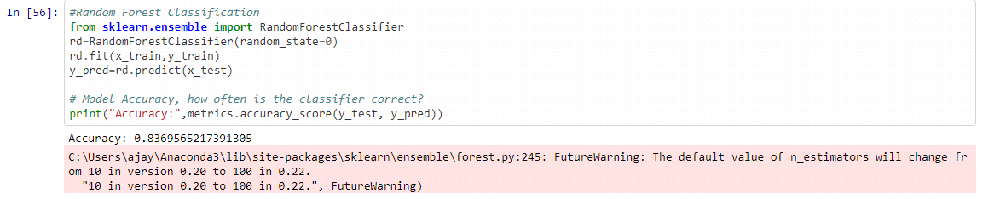 In [56]: #Random Forest Classification
from sklearn.ensemble import RandomForestClassifier
rd=RandomForestClassifier(random_state=0)
rd.fit(x_train,y_train)
y_pred=rd.predict(x_test)

# Model Accuracy, how often is the classifier correct?
print("Accuracy:",metrics.accuracy_score(y_test, y_pred))
Accuracy: 0.8369565217391305
C:\Users\ajay\Anaconda3\lib\site-packages\sklearn\ensemble\forest.py:245: FutureWarning: The default value of n_estimators will change fr
om 10 in version 0.20 to 100 in 0.22.
  "10 in version 0.20 to 100 in 0.22.", FutureWarning)